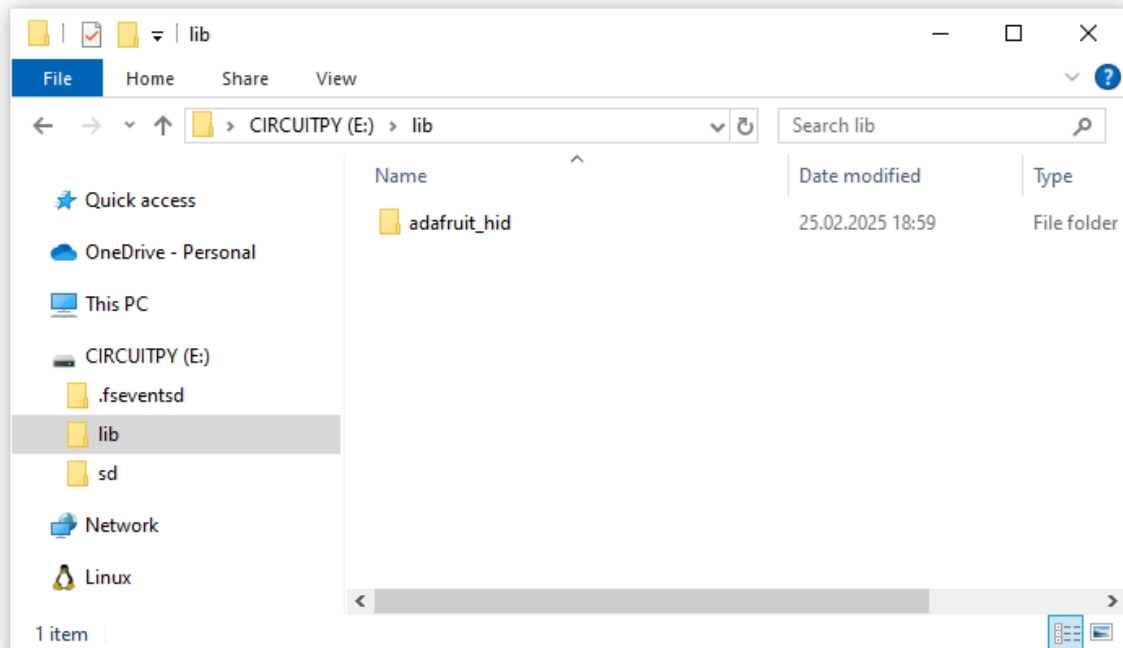 lib
File Home Share View
CIRCUITPY (E:) lib
Search lib
Name Date modified Type
adafruit_hid 25.02.2025 18:59 File folder
Quick access
OneDrive - Personal
This PC
CIRCUITPY (E:)
.fseventsd
lib
sd
Network
Linux
1 item